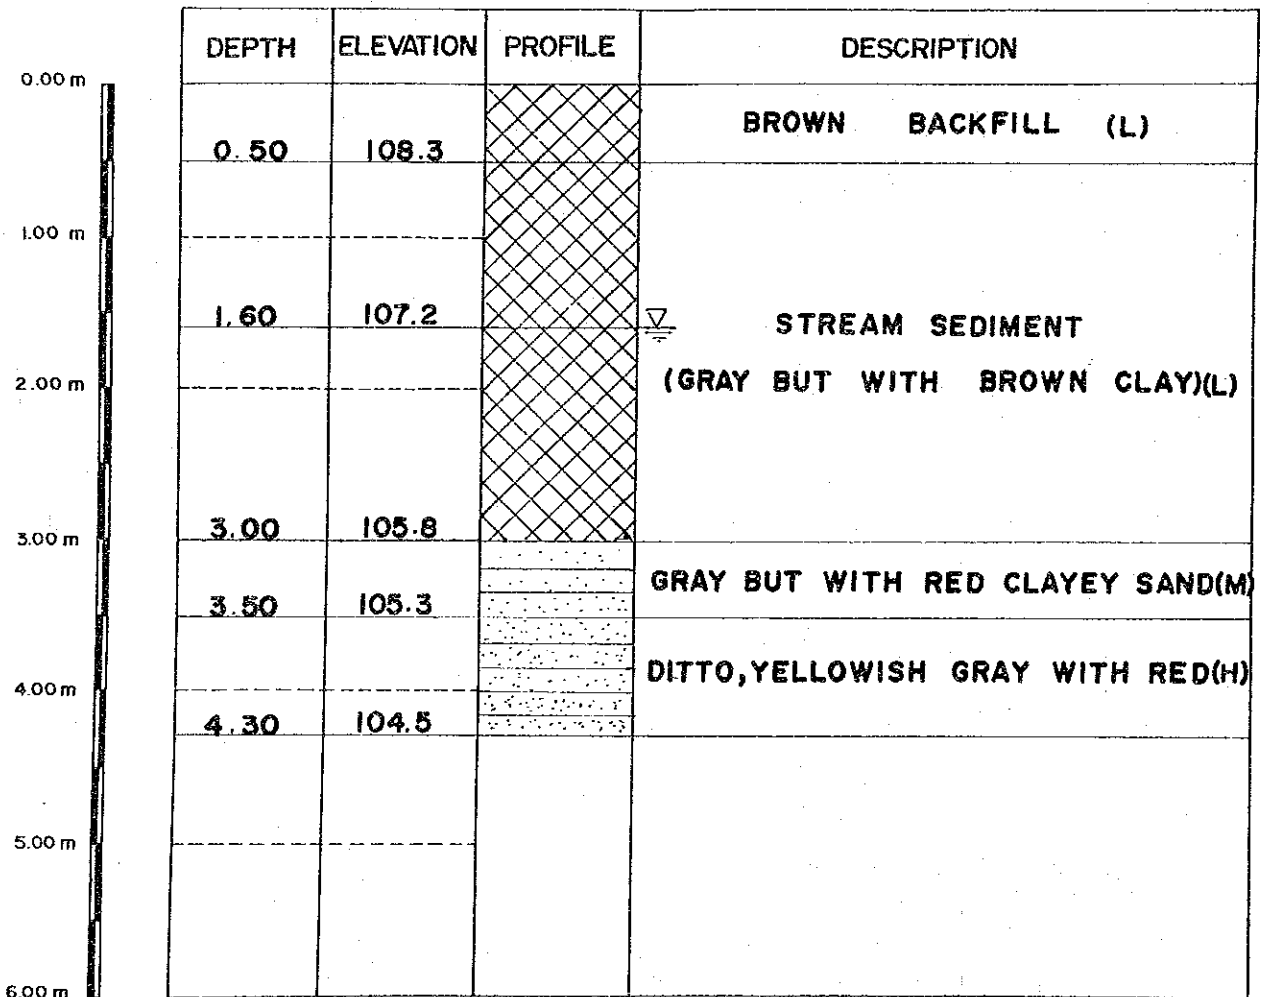 DEPTH ELEVATION PROFILE DESCRIPTION
0.00 m
BROWN BACKFILL (L)
0.50 108.3
1.00 m
1.60 107.2 STREAM SEDIMENT
2.00 m (GRAY BUT WITH BROWN CLAY)(L)
3.00 105.8
3.00 m
GRAY BUT WITH RED CLAYEY SAND(M)
3.50 105.3
DITTO,YELLOWISH GRAY WITH RED(H)
4.00 m
4.30 104.5
5.00 m
6.00 m